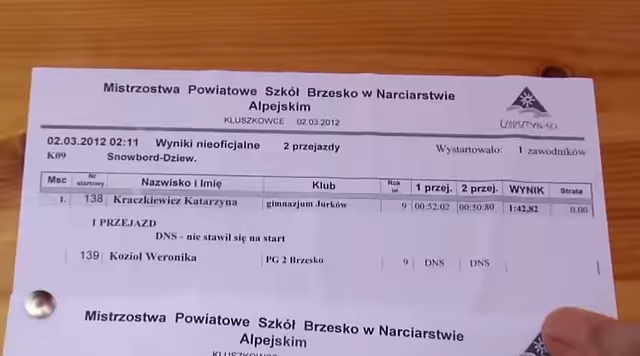 Mistrzostwa Powiatowe Szkół Brzesko w Narciarstwie
Alpejskim
KLUSZKOWCE 02.03.2012
02.03.2012 02:11 Wyniki nieoficjalne 2 przejazdy Wystartowało: 1 zawodników
K09 Snowbord-Dziew.
Msc Nr startowy Nazwisko i Imię Klub Rok ur. 1 przej. 2 przej. WYNIK Strata
1. 138 Kraczkiewicz Katarzyna gimnazjum Jurków 9 00:52:02 00:50:80 1:42,82 0.00
I PRZEJAZD
DNS - nie stawił się na start
139 Kozioł Weronika PG 2 Brzesko 9 DNS DNS
Mistrzostwa Powiatowe Szkół Brzesko w Narciarstwie
Alpejskim